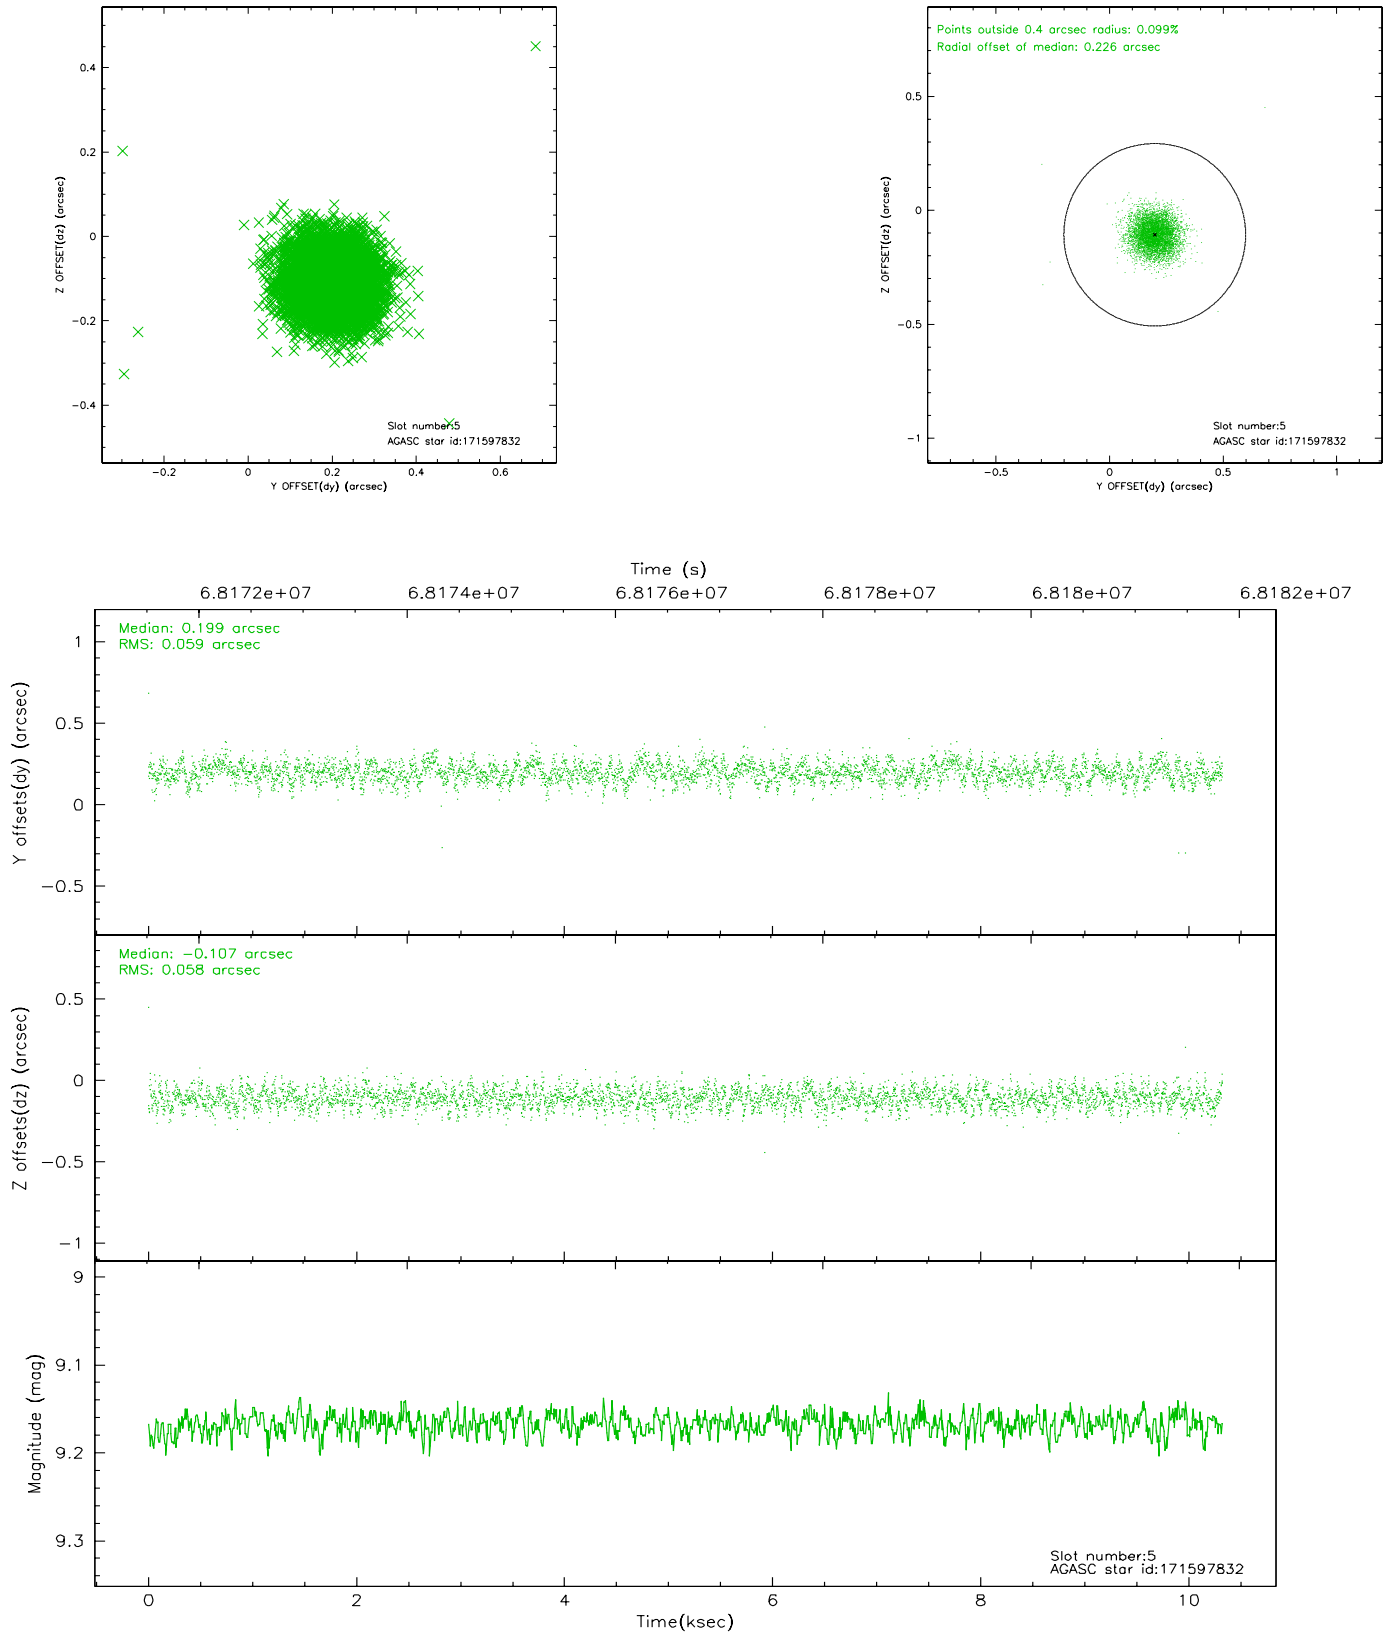 0.4
0.2
0
−0.2
−0.4
Z OFFSET(dz) (arcsec)
Slot number:5
AGASC star id:171597832
−0.2
0
0.2
0.4
0.6
Y OFFSET(dy) (arcsec)
Points outside 0.4 arcsec radius: 0.099%
Radial offset of median: 0.226 arcsec
0.5
0
−0.5
−1
Z OFFSET(dz) (arcsec)
Slot number:5
AGASC star id:171597832
−0.5
0
0.5
1
Y OFFSET(dy) (arcsec)
Time (s)
6.8172e+07
6.8174e+07
6.8176e+07
6.8178e+07
6.818e+07
6.8182e+07
Median: 0.199 arcsec
RMS: 0.059 arcsec
1
0.5
0
−0.5
Y offsets(dy) (arcsec)
Median: −0.107 arcsec
RMS: 0.058 arcsec
0.5
0
−0.5
−1
Z offsets(dz) (arcsec)
9
9.1
9.2
9.3
Magnitude (mag)
Slot number:5
AGASC star id:171597832
0
2
4
6
8
10
Time(ksec)